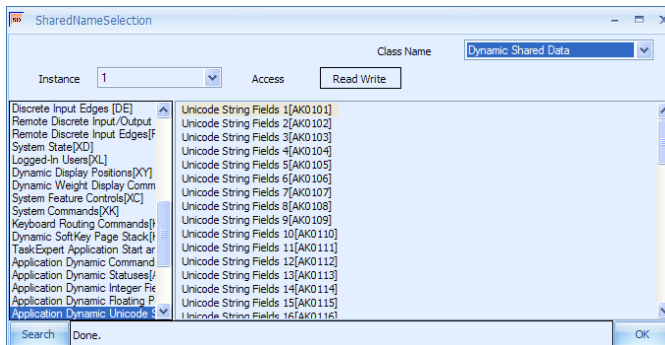 SD SharedNameSelection
Class Name Dynamic Shared Data
Instance 1 Access Read Write
Discrete Input Edges [DE]
Remote Discrete Input/Output
Remote Discrete Input Edges[
System State[XD]
Logged-In Users[XL]
Dynamic Display Positions[XY]
Dynamic Weight Display Comm
System Feature Controls[XC]
System Commands[XK]
Keyboard Routing Commands[
Dynamic SoftKey Page Stack[
TaskExpert Application Start ar
Application Dynamic Command
Application Dynamic Statuses[
Application Dynamic Integer Fie
Application Dynamic Floating P
Application Dynamic Unicode S
Unicode String Fields 1[AK0101]
Unicode String Fields 2[AK0102]
Unicode String Fields 3[AK0103]
Unicode String Fields 4[AK0104]
Unicode String Fields 5[AK0105]
Unicode String Fields 6[AK0106]
Unicode String Fields 7[AK0107]
Unicode String Fields 8[AK0108]
Unicode String Fields 9[AK0109]
Unicode String Fields 10[AK0110]
Unicode String Fields 11[AK0111]
Unicode String Fields 12[AK0112]
Unicode String Fields 13[AK0113]
Unicode String Fields 14[AK0114]
Unicode String Fields 15[AK0115]
Unicode String Fields 16[AK0116]
Search Done. OK